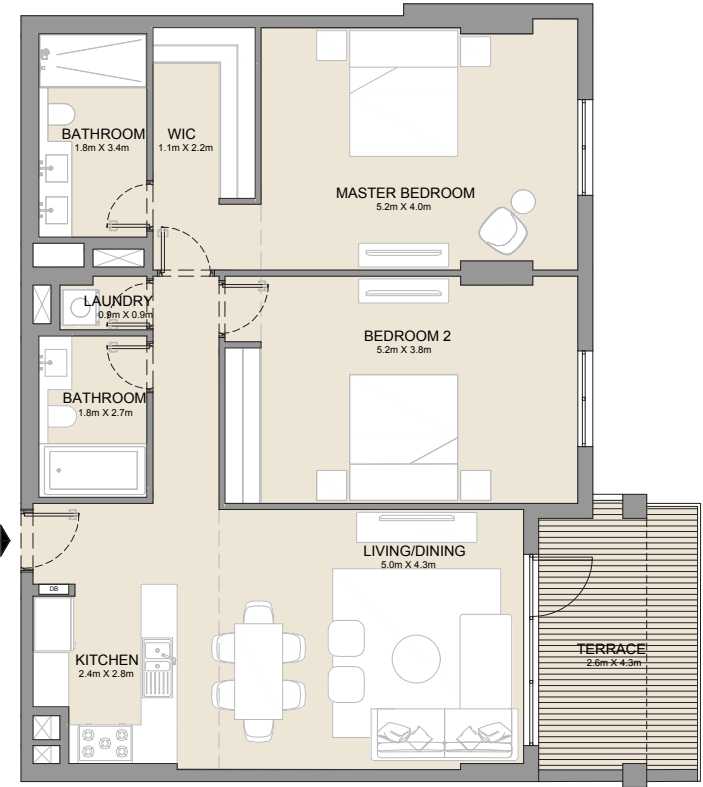 BATHROOM
1.8m X 3.4m
WIC
1.1m X 2.2m
MASTER BEDROOM
5.2m X 4.0m
LAUNDRY
0.9m X 0.9m
BEDROOM 2
5.2m X 3.8m
BATHROOM
1.8m X 2.7m
LIVING/DINING
5.0m X 4.3m
DB
KITCHEN
2.4m X 2.8m
TERRACE
2.6m X 4.3m